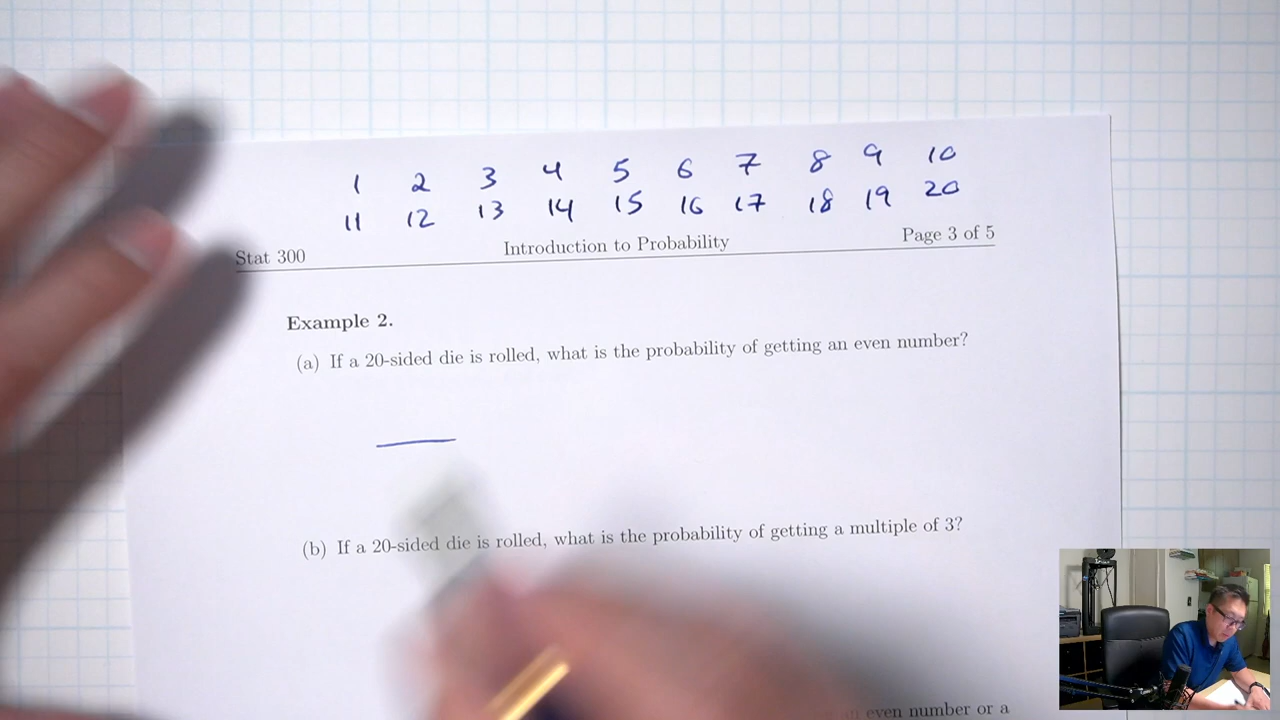 1 2 3 4 5 6 7 8 9 10
11 12 13 14 15 16 17 18 19 20
Stat 300 Introduction to Probability Page 3 of 5
Example 2.
(a) If a 20-sided die is rolled, what is the probability of getting an even number?
(b) If a 20-sided die is rolled, what is the probability of getting a multiple of 3?
even number or a